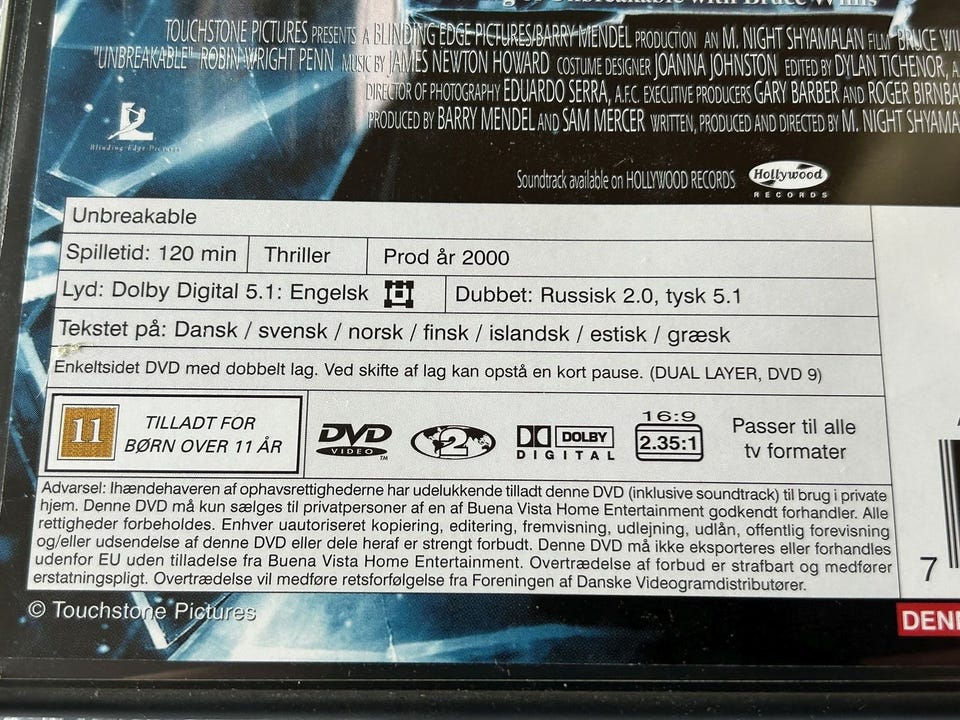 with Bruce Willis
TOUCHSTONE PICTURES PRESENTS A BLINDING EDGE PICTURES/BARRY MENDEL PRODUCTION AN M. NIGHT SHYAMALAN FILM BRUCE WI
"UNBREAKABLE" ROBIN WRIGHT PENN MUSIC BY JAMES NEWTON HOWARD COSTUME DESIGNER JOANNA JOHNSTON EDITED BY DYLAN TICHENOR, A.
DIRECTOR OF PHOTOGRAPHY EDUARDO SERRA, A.F.C. EXECUTIVE PRODUCERS GARY BARBER AND ROGER BIRNBA
PRODUCED BY BARRY MENDEL AND SAM MERCER WRITTEN, PRODUCED AND DIRECTED BY M. NIGHT SHYAMA
Blinding Edge Pictures
Soundtrack available on HOLLYWOOD RECORDS
Hollywood
RECORDS
Unbreakable
Spilletid: 120 min Thriller Prod år 2000
Lyd: Dolby Digital 5.1: Engelsk Dubbet: Russisk 2.0, tysk 5.1
Tekstet på: Dansk / svensk / norsk / finsk / islandsk / estisk / græsk
Enkeltsidet DVD med dobbelt lag. Ved skifte af lag kan opstå en kort pause. (DUAL LAYER, DVD 9)
11
TILLADT FOR
BØRN OVER 11 ÅR
DVD
VIDEO
TM
2
DOLBY
DIGITAL
16:9
2.35:1
Passer til alle
tv formater
Advarsel: Ihændehaveren af ophavsrettighederne har udelukkende tilladt denne DVD (inklusive soundtrack) til brug i private
hjem. Denne DVD må kun sælges til privatpersoner af en af Buena Vista Home Entertainment godkendt forhandler. Alle
rettigheder forbeholdes. Enhver uautoriseret kopiering, editering, fremvisning, udlejning, udlån, offentlig forevisning
og/eller udsendelse af denne DVD eller dele heraf er strengt forbudt. Denne DVD må ikke eksporteres eller forhandles
udenfor EU uden tilladelse fra Buena Vista Home Entertainment. Overtrædelse af forbud er strafbart og medfører
erstatningspligt. Overtrædelse vil medføre retsforfølgelse fra Foreningen af Danske Videogramdistributører.
7
© Touchstone Pictures
DENE